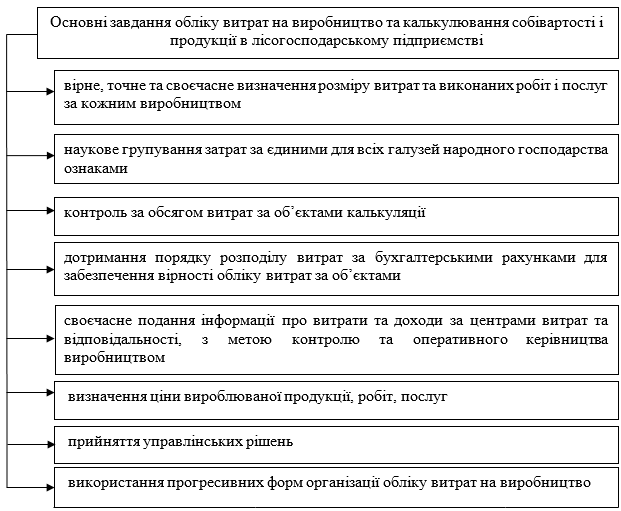 Основні завдання обліку витрат на виробництво та калькулювання собівартості і
продукції в лісогосподарському підприємстві
вірне, точне та своєчасне визначення розміру витрат та виконаних робіт і послуг
за кожним виробництвом
наукове групування затрат за єдиними для всіх галузей народного господарства
ознаками
контроль за обсягом витрат за об’єктами калькуляції
дотримання порядку розподілу витрат за бухгалтерськими рахунками для
забезпечення вірності обліку витрат за об’єктами
своєчасне подання інформації про витрати та доходи за центрами витрат та
відповідальності, з метою контролю та оперативного керівництва
виробництвом
визначення ціни вироблюваної продукції, робіт, послуг
прийняття управлінських рішень
використання прогресивних форм організації обліку витрат на виробництво